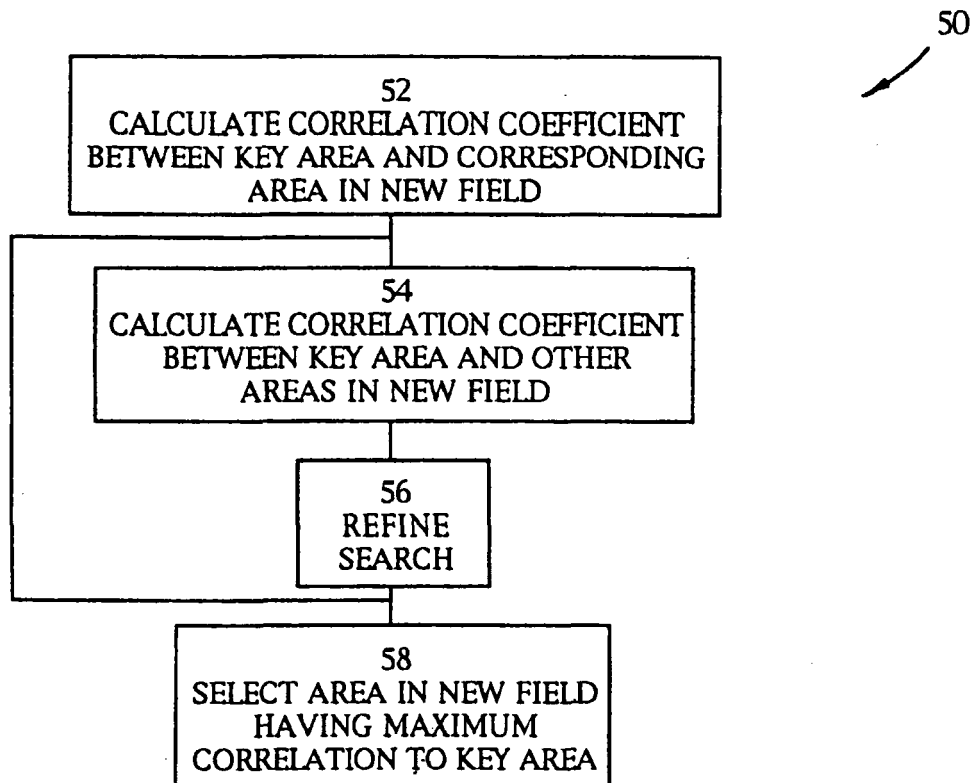 50
52
CALCULATE CORRELATION COEFFICIENT
BETWEEN KEY AREA AND CORRESPONDING
AREA IN NEW FIELD
54
CALCULATE CORRELATION COEFFICIENT
BETWEEN KEY AREA AND OTHER
AREAS IN NEW FIELD
56
REFINE
SEARCH
58
SELECT AREA IN NEW FIELD
HAVING MAXIMUM
CORRELATION TO KEY AREA